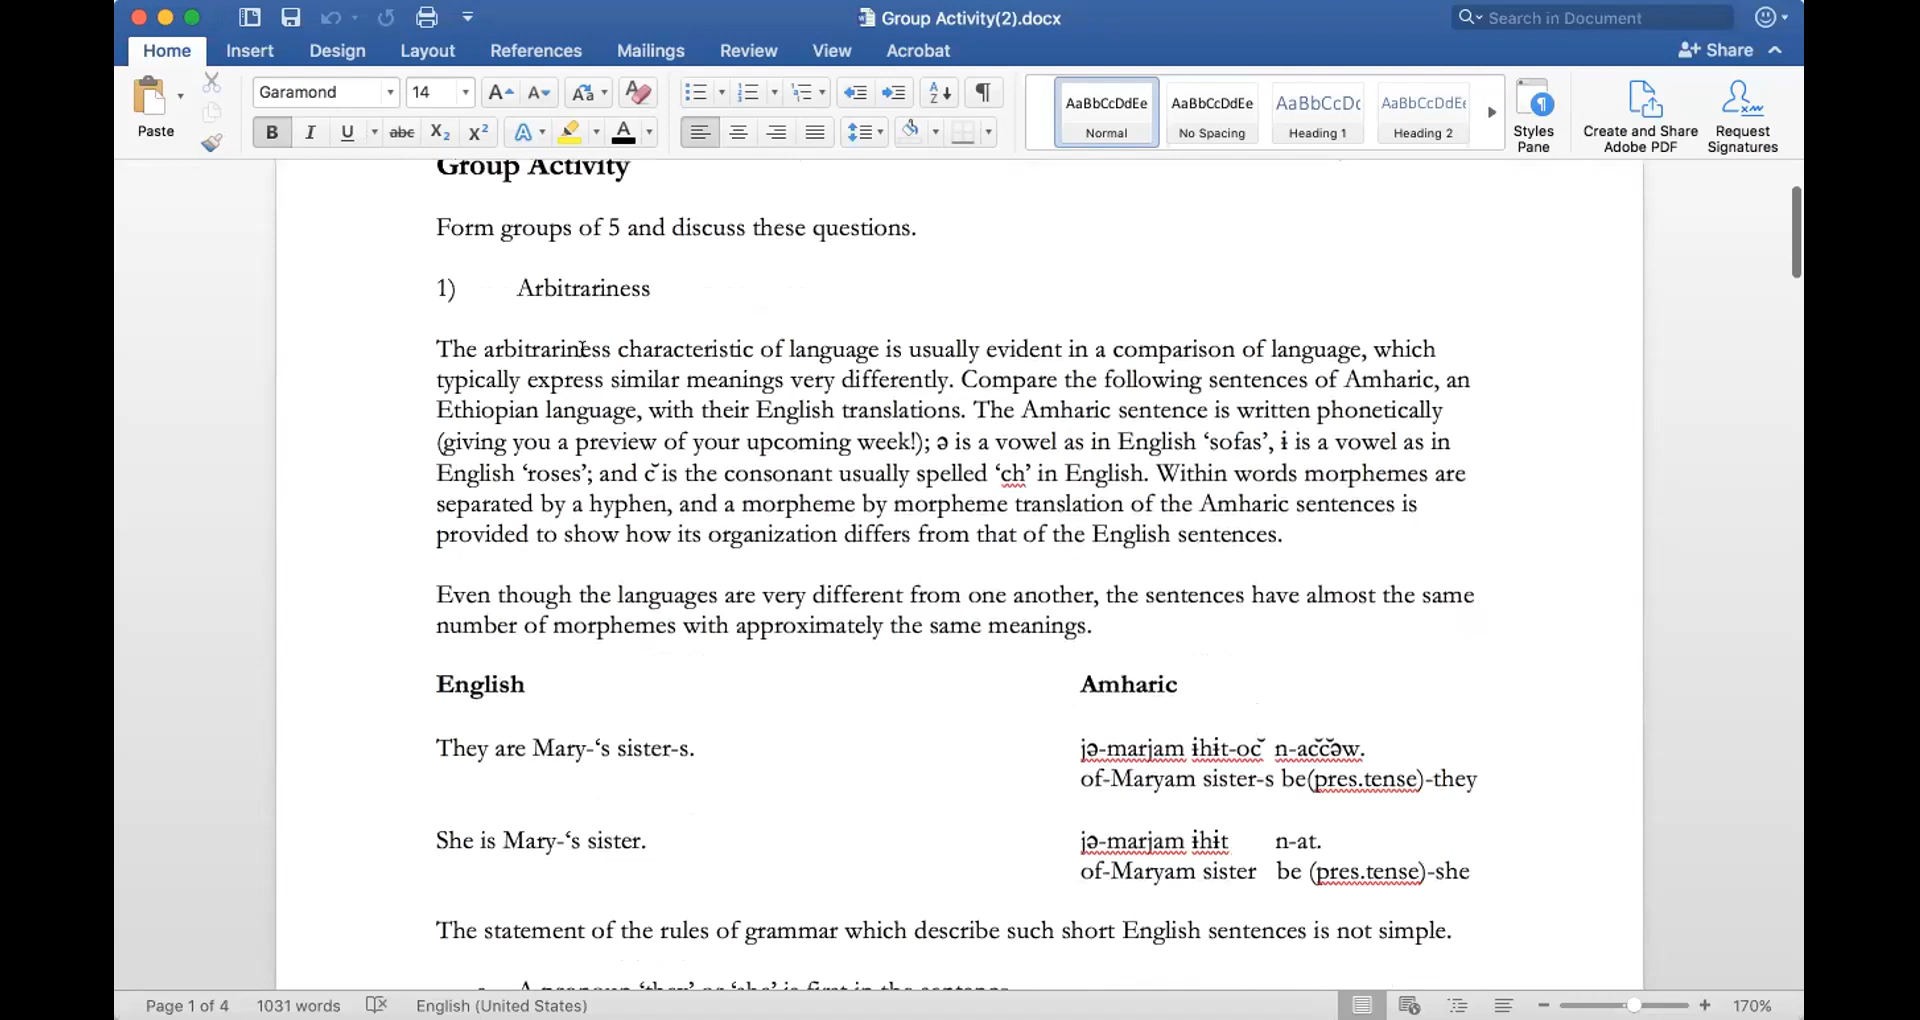 Group Activity(2).docx
Search in Document
Home Insert Design Layout References Mailings Review View Acrobat
Share
Garamond 14
AaBbCcDdEe AaBbCcDdEe AaBbCcDc AaBbCcDdEe
Paste
Normal No Spacing Heading 1 Heading 2
Styles Pane
Create and Share Adobe PDF
Request Signatures
Group Activity
Form groups of 5 and discuss these questions.
1) Arbitrariness
The arbitrariness characteristic of language is usually evident in a comparison of language, which
typically express similar meanings very differently. Compare the following sentences of Amharic, an
Ethiopian language, with their English translations. The Amharic sentence is written phonetically
(giving you a preview of your upcoming week!); ə is a vowel as in English ‘sofas’, ɨ is a vowel as in
English ‘roses’; and c̆ is the consonant usually spelled ‘ch’ in English. Within words morphemes are
separated by a hyphen, and a morpheme by morpheme translation of the Amharic sentences is
provided to show how its organization differs from that of the English sentences.
Even though the languages are very different from one another, the sentences have almost the same
number of morphemes with approximately the same meanings.
English Amharic
They are Mary-‘s sister-s. jə-marjam ɨhɨt-oc̆ n-ac̆c̆əw.
of-Maryam sister-s be(pres.tense)-they
She is Mary-‘s sister. jə-marjam ɨhɨt n-at.
of-Maryam sister be (pres.tense)-she
The statement of the rules of grammar which describe such short English sentences is not simple.
A pronoun ‘they’ or ‘she’ is first in the sentence
Page 1 of 4 1031 words English (United States) 170%